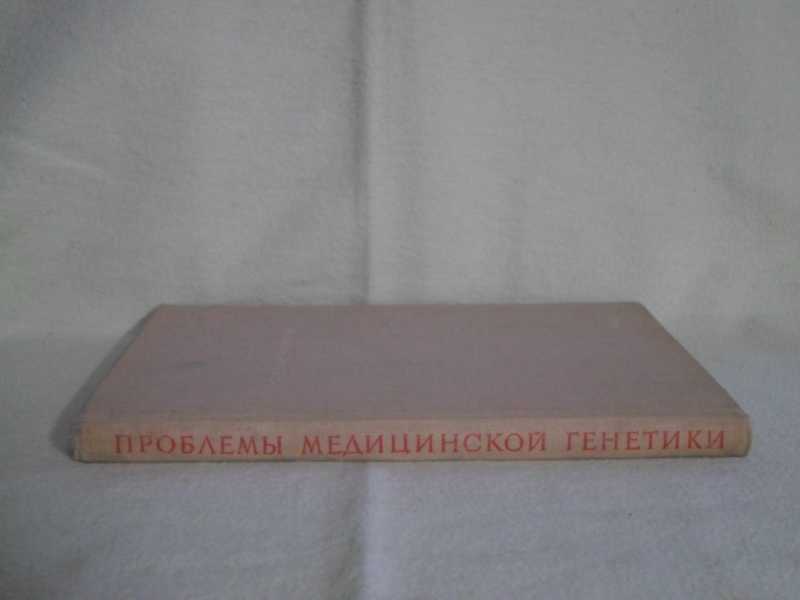 ПРОБЛЕМЫ МЕДИЦИНСКОЙ ГЕНЕТИКИ